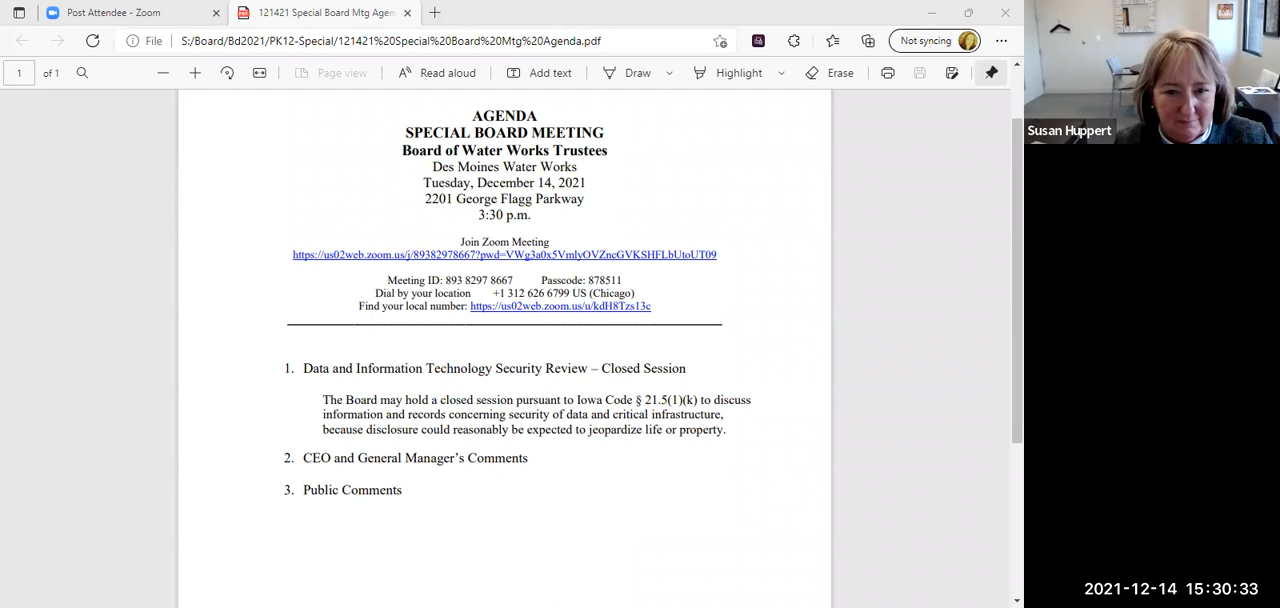 Post Attendee - Zoom
121421 Special Board Mtg Agen
File S:/Board/Bd2021/PK12-Special/121421%20Special%20Board%20Mtg%20Agenda.pdf
Not syncing
1 of 1
Page view
Read aloud
Add text
Draw
Highlight
Erase
AGENDA
SPECIAL BOARD MEETING
Board of Water Works Trustees
Des Moines Water Works
Tuesday, December 14, 2021
2201 George Flagg Parkway
3:30 p.m.
Join Zoom Meeting
https://us02web.zoom.us/j/89382978667?pwd=VWg3a0x5VmlyOVZncGVKSHFLbUtoUT09
Meeting ID: 893 8297 8667 Passcode: 878511
Dial by your location +1 312 626 6799 US (Chicago)
Find your local number: https://us02web.zoom.us/u/kdH8Tzs13c
1. Data and Information Technology Security Review – Closed Session
The Board may hold a closed session pursuant to Iowa Code § 21.5(1)(k) to discuss
information and records concerning security of data and critical infrastructure,
because disclosure could reasonably be expected to jeopardize life or property.
2. CEO and General Manager’s Comments
3. Public Comments
Susan Huppert
2021-12-14 15:30:33